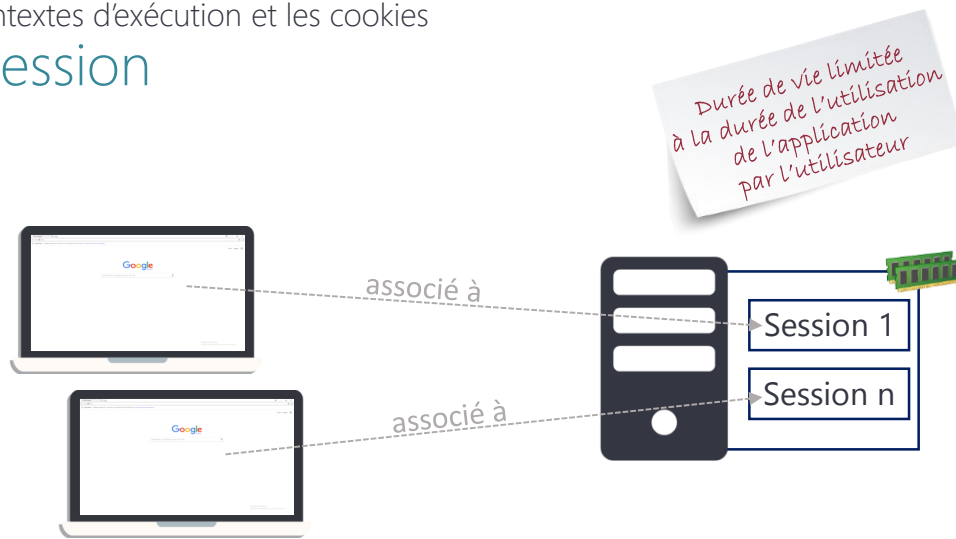 ntextes d'exécution et les cookies
ession
Durée de vie limitée
à la durée de l'utilisation
de l'application
par l'utilisateur
Google
associé à
Session 1
Session n
Google
associé à